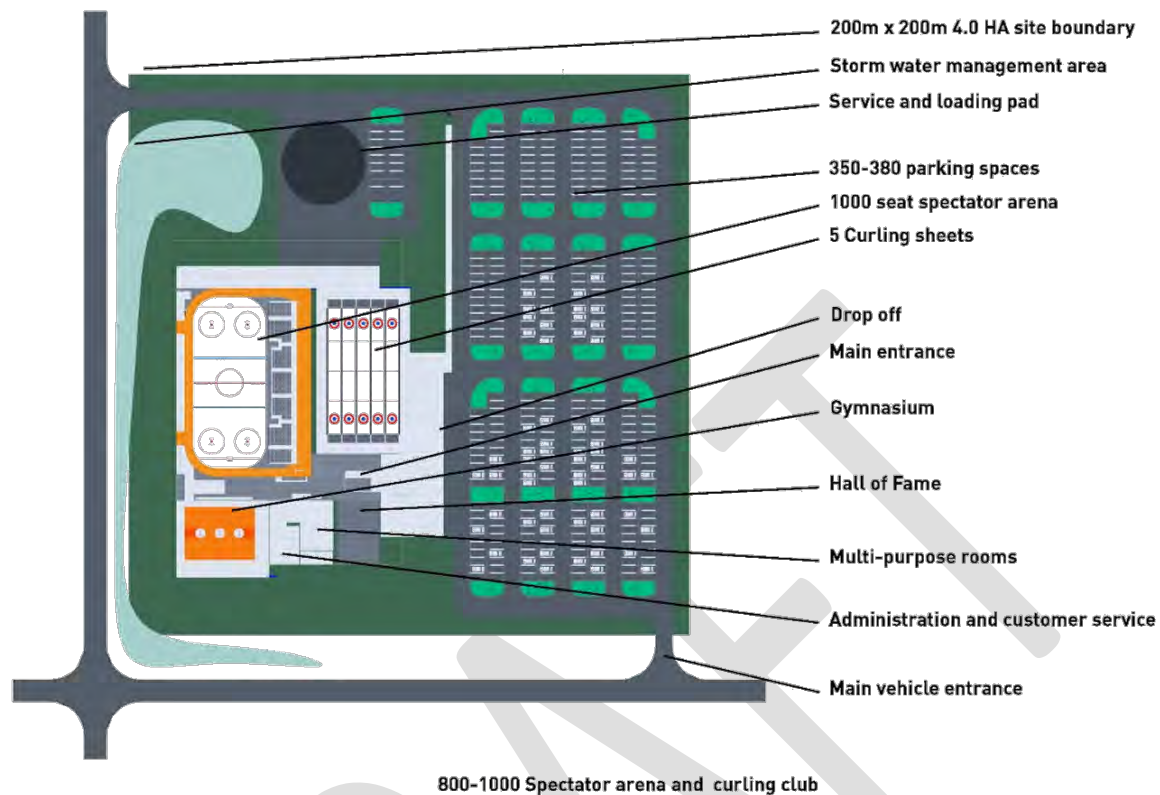 200m x 200m 4.0 HA site boundary
Storm water management area
Service and loading pad
350-380 parking spaces
1000 seat spectator arena
5 Curling sheets
Drop off
Main entrance
Gymnasium
Hall of Fame
Multi-purpose rooms
Administration and customer service
Main vehicle entrance
800-1000 Spectator arena and curling club
DRAFT